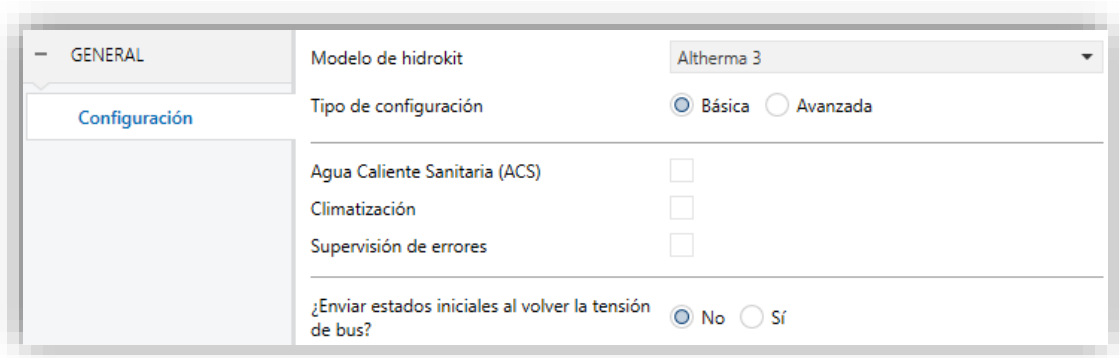 GENERAL
Configuración
Modelo de hidrokit
Altherma 3
Tipo de configuración
Básica
Avanzada
Agua Caliente Sanitaria (ACS)
Climatización
Supervisión de errores
¿Enviar estados iniciales al volver la tensión
de bus?
No
Sí